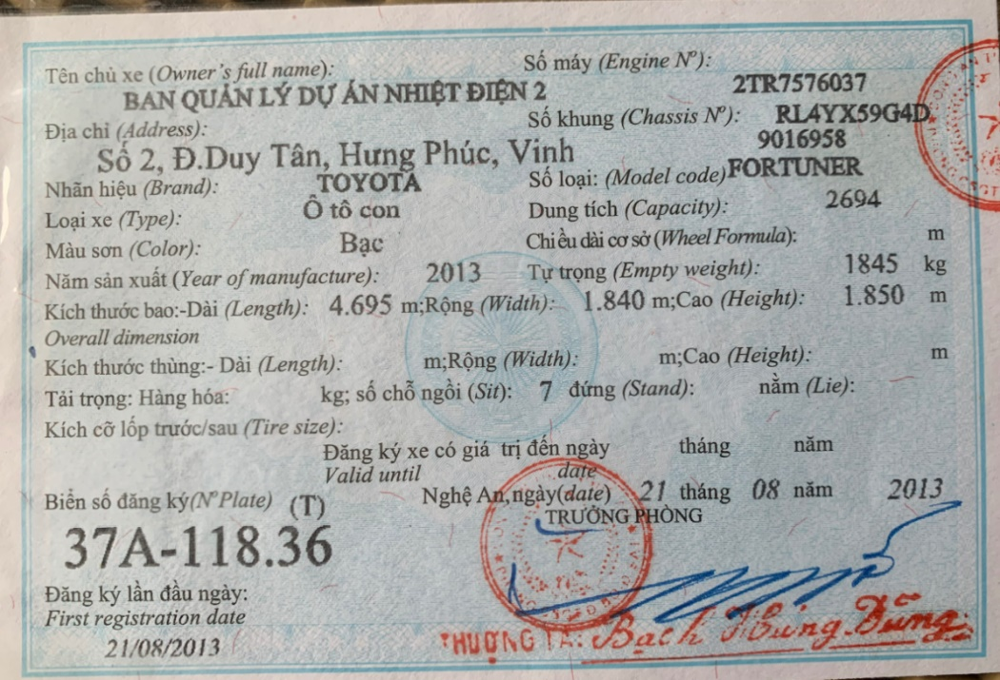 Tên chủ xe (Owner's full name): Số máy (Engine Nº):
BAN QUẢN LÝ DỰ ÁN NHIỆT ĐIỆN 2 2TR7576037
Địa chỉ (Address): Số khung (Chassis Nº): RL4YX59G4D
Số 2, Đ.Duy Tân, Hưng Phúc, Vinh 9016958
Nhãn hiệu (Brand): TOYOTA Số loại: (Model code) FORTUNER
Loại xe (Type): Ô tô con Dung tích (Capacity): 2694
Màu sơn (Color): Bạc Chiều dài cơ sở (Wheel Formula): m
Năm sản xuất (Year of manufacture): 2013 Tự trọng (Empty weight): 1845 kg
Kích thước bao:-Dài (Length): 4.695 m;Rộng (Width): 1.840 m;Cao (Height): 1.850 m
Overall dimension
Kích thước thùng:- Dài (Length): m;Rộng (Width): m;Cao (Height): m
Tải trọng: Hàng hóa: kg; số chỗ ngồi (Sit): 7 đứng (Stand): nằm (Lie):
Kích cỡ lốp trước/sau (Tire size):
Đăng ký xe có giá trị đến ngày tháng năm
Valid until date
Biển số đăng ký(Nº Plate) (T) Nghệ An,ngày(date) 21 tháng 08 năm 2013
TRƯỞNG PHÒNG
37A-118.36
Đăng ký lần đầu ngày:
First registration date
21/08/2013
THƯỢNG TÁ: Bạch Hưng Dũng